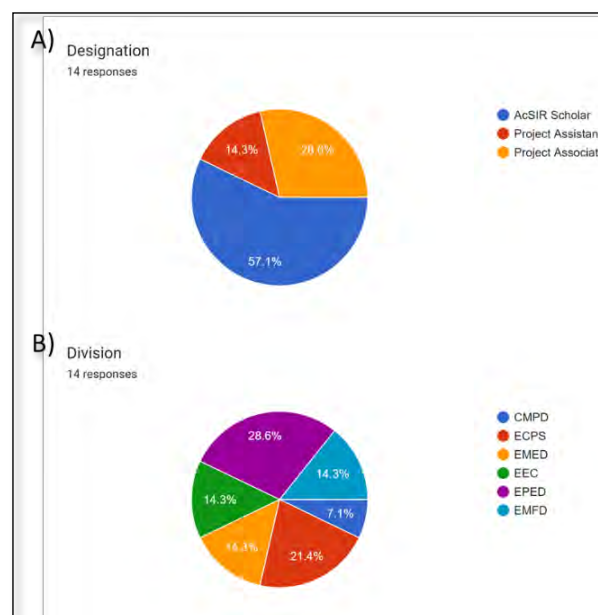 A)
Designation
14 responses
AcSIR Scholar
Project Assistan
Project Associat
14.3%
28.6%
57.1%
B)
Division
14 responses
CMPD
ECPS
EMED
EEC
EPED
EMFD
28.6%
14.3%
14.3%
7.1%
14.3%
21.4%